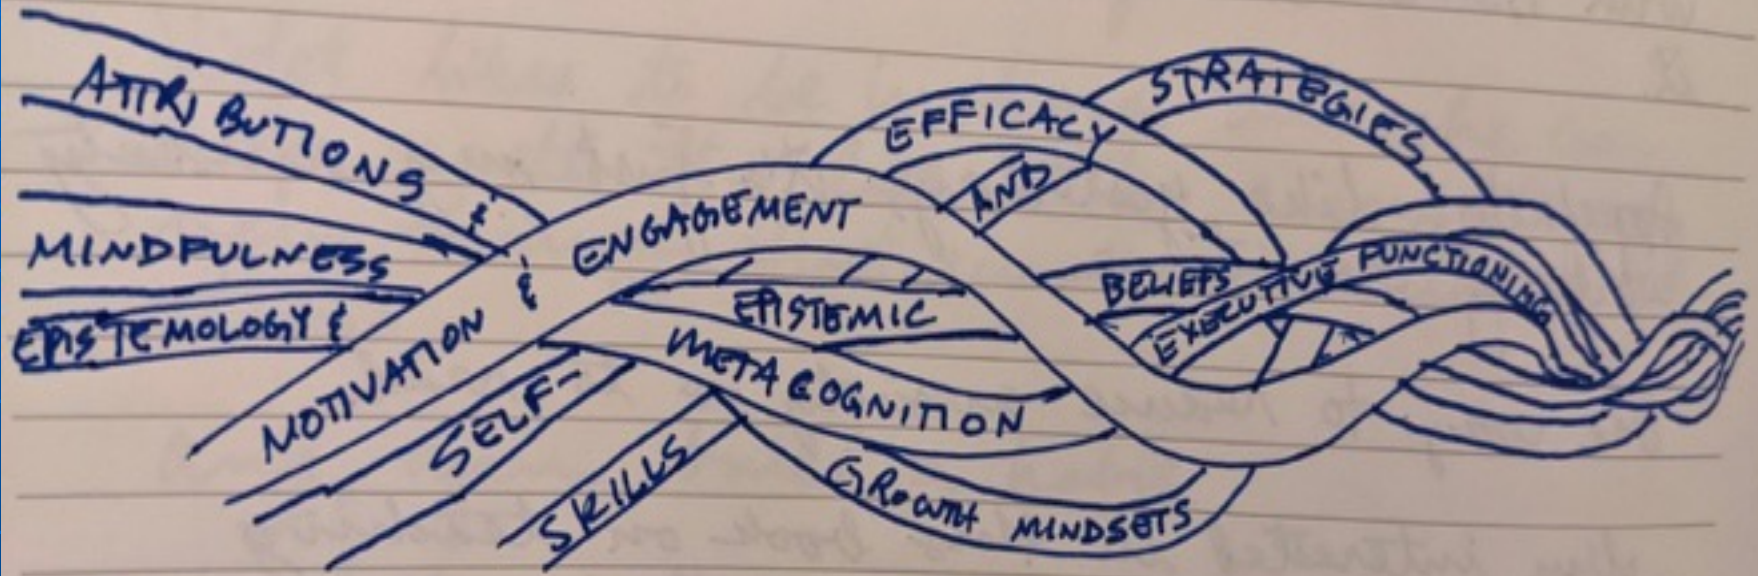 ATTRIBUTIONS &
GROWTH MINDSETS
MINDFULNESS &
METACOGNITION
EPISTEMOLOGY &
EPISTEMIC
BELIEFS
MOTIVATION
ENGAGEMENT
SELF-
EFFICACY
SKILLS
AND
STRATEGIES
EXECUTIVE FUNCTIONING